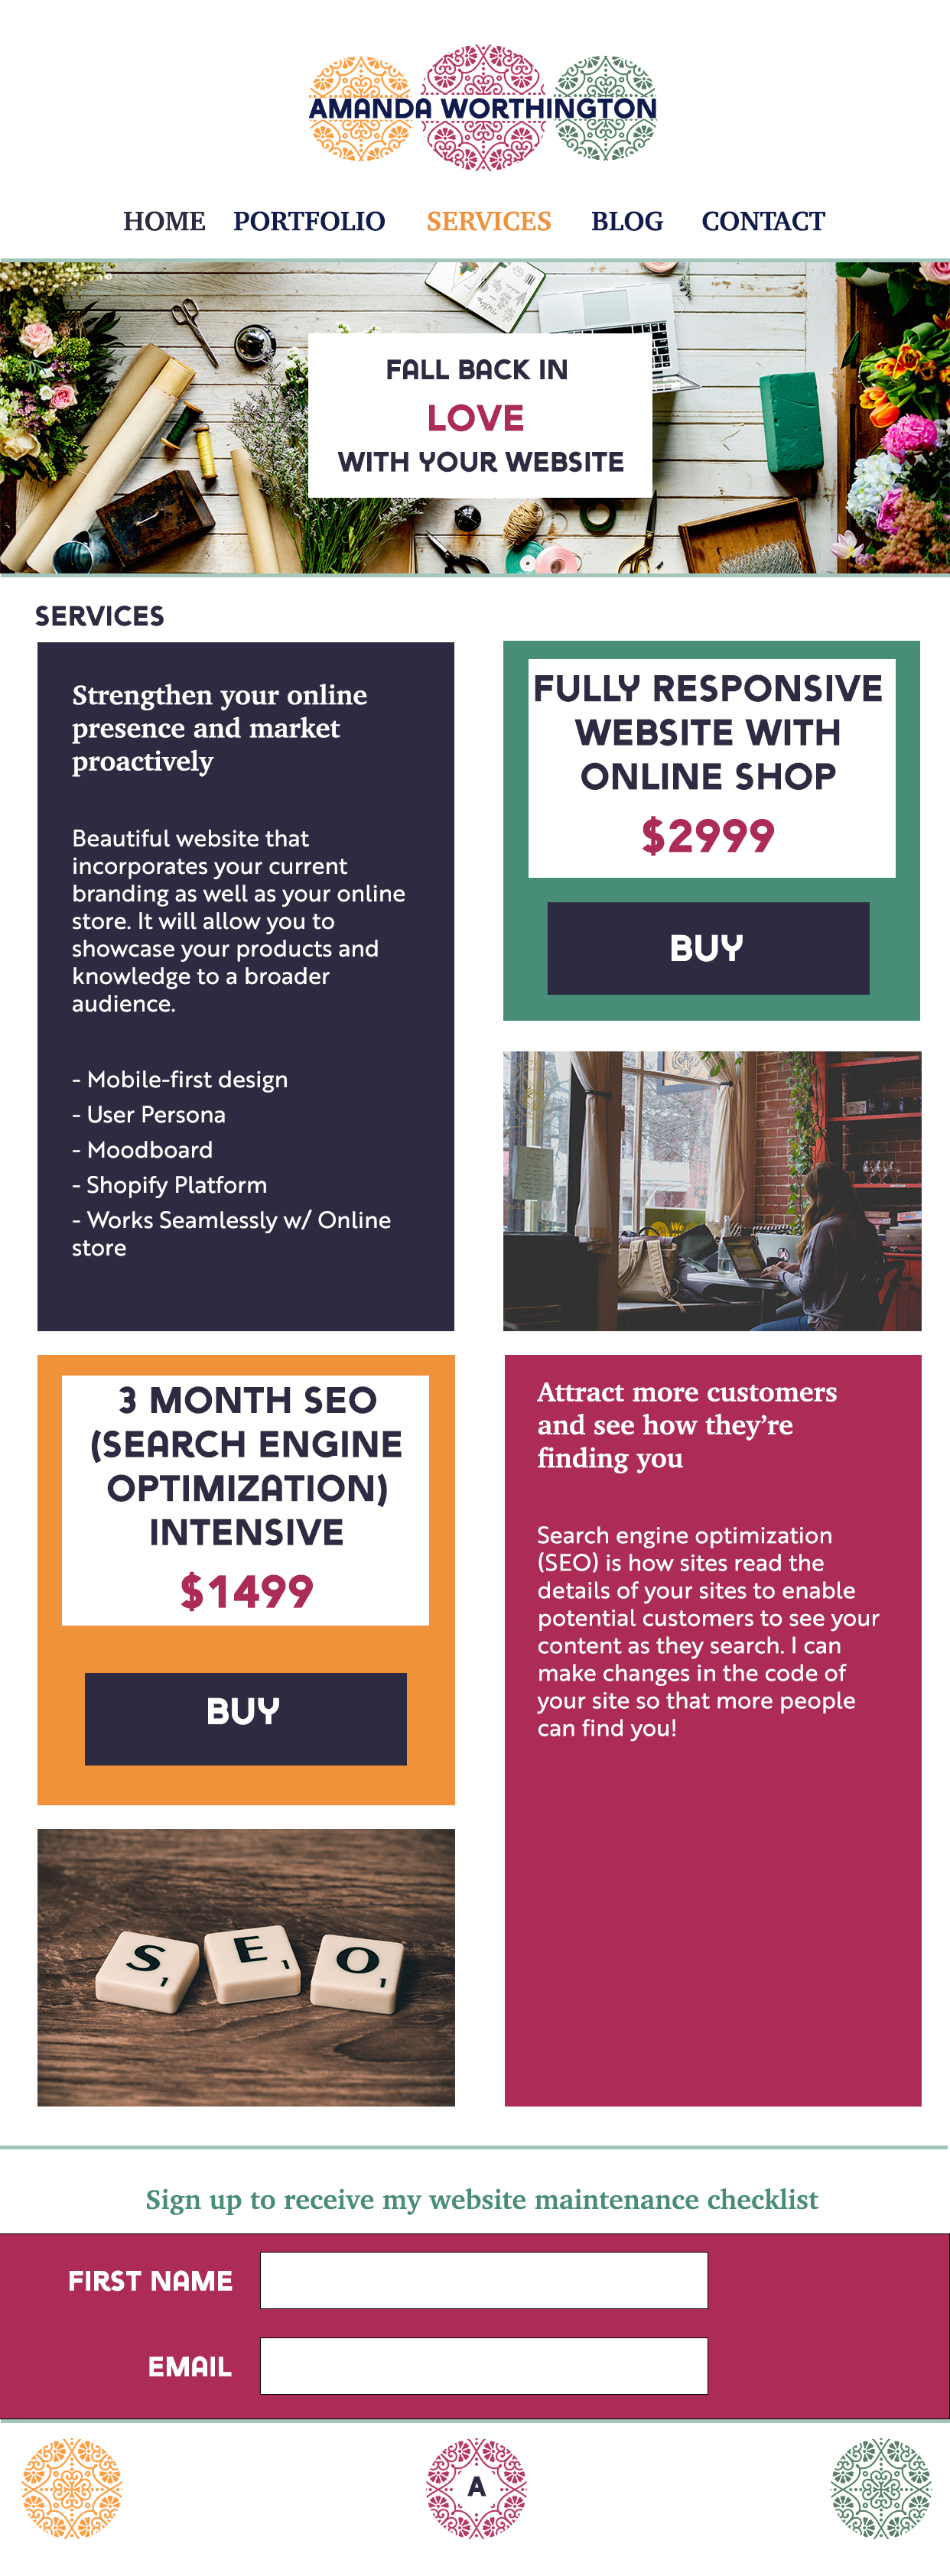 AMANDA WORTHINGTON
HOME PORTFOLIO SERVICES BLOG CONTACT
FALL BACK IN
LOVE
WITH YOUR WEBSITE
SERVICES
Strengthen your online
presence and market
proactively
Beautiful website that
incorporates your current
branding as well as your online
store. It will allow you to
showcase your products and
knowledge to a broader
audience.
- Mobile-first design
- User Persona
- Moodboard
- Shopify Platform
- Works Seamlessly w/ Online
store
FULLY RESPONSIVE
WEBSITE WITH
ONLINE SHOP
$2999
BUY
We
3 MONTH SEO
(SEARCH ENGINE
OPTIMIZATION)
INTENSIVE
$1499
BUY
S1 E1 O1
Attract more customers
and see how they’re
finding you
Search engine optimization
(SEO) is how sites read the
details of your sites to enable
potential customers to see your
content as they search. I can
make changes in the code of
your site so that more people
can find you!
Sign up to receive my website maintenance checklist
FIRST NAME
EMAIL
A